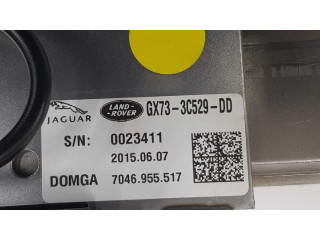 JAGUAR LAND-ROVER GX73-3C529-DD
S/N: 0023411
2015.06.07
DOMGA 7046.955.517